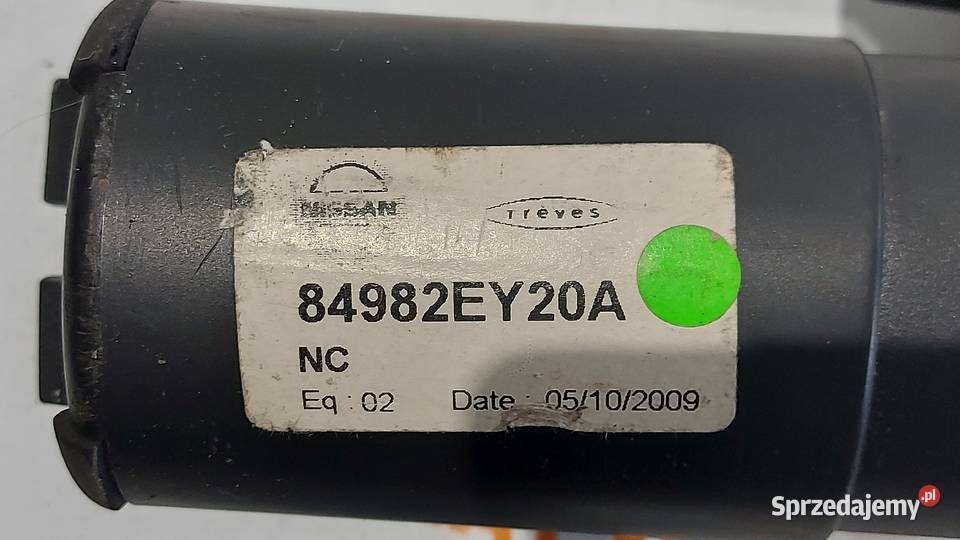 NISSAN
Treves
84982EY20A
NC
Eq : 02 Date : 05/10/2009
Sprzedajemy.pl